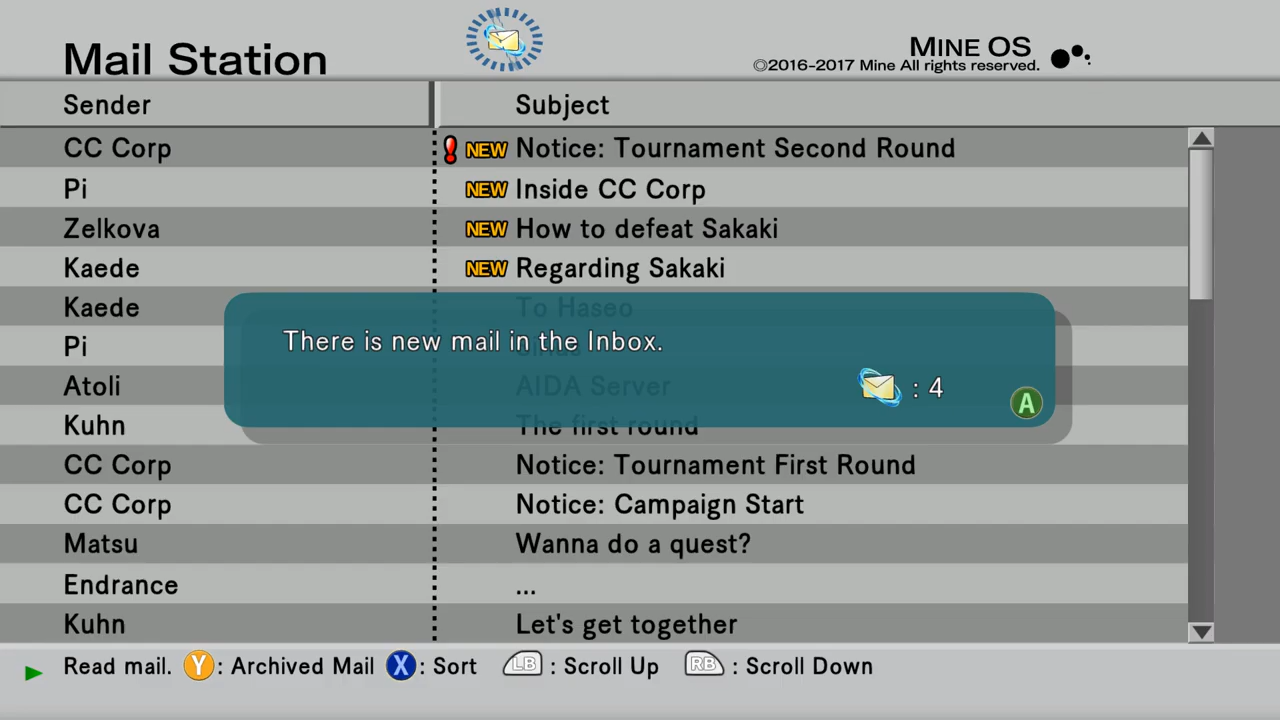 Mail Station
MINE OS
©2016-2017 Mine All rights reserved.
Sender Subject
CC Corp NEW Notice: Tournament Second Round
Pi NEW Inside CC Corp
Zelkova NEW How to defeat Sakaki
Kaede NEW Regarding Sakaki
Kaede To Haseo
There is new mail in the Inbox.
Pi Sirius
Atoli AIDA Server
: 4
A
Kuhn The first round
CC Corp Notice: Tournament First Round
CC Corp Notice: Campaign Start
Matsu Wanna do a quest?
Endrance ...
Kuhn Let's get together
Read mail. Y : Archived Mail X : Sort LB : Scroll Up RB : Scroll Down